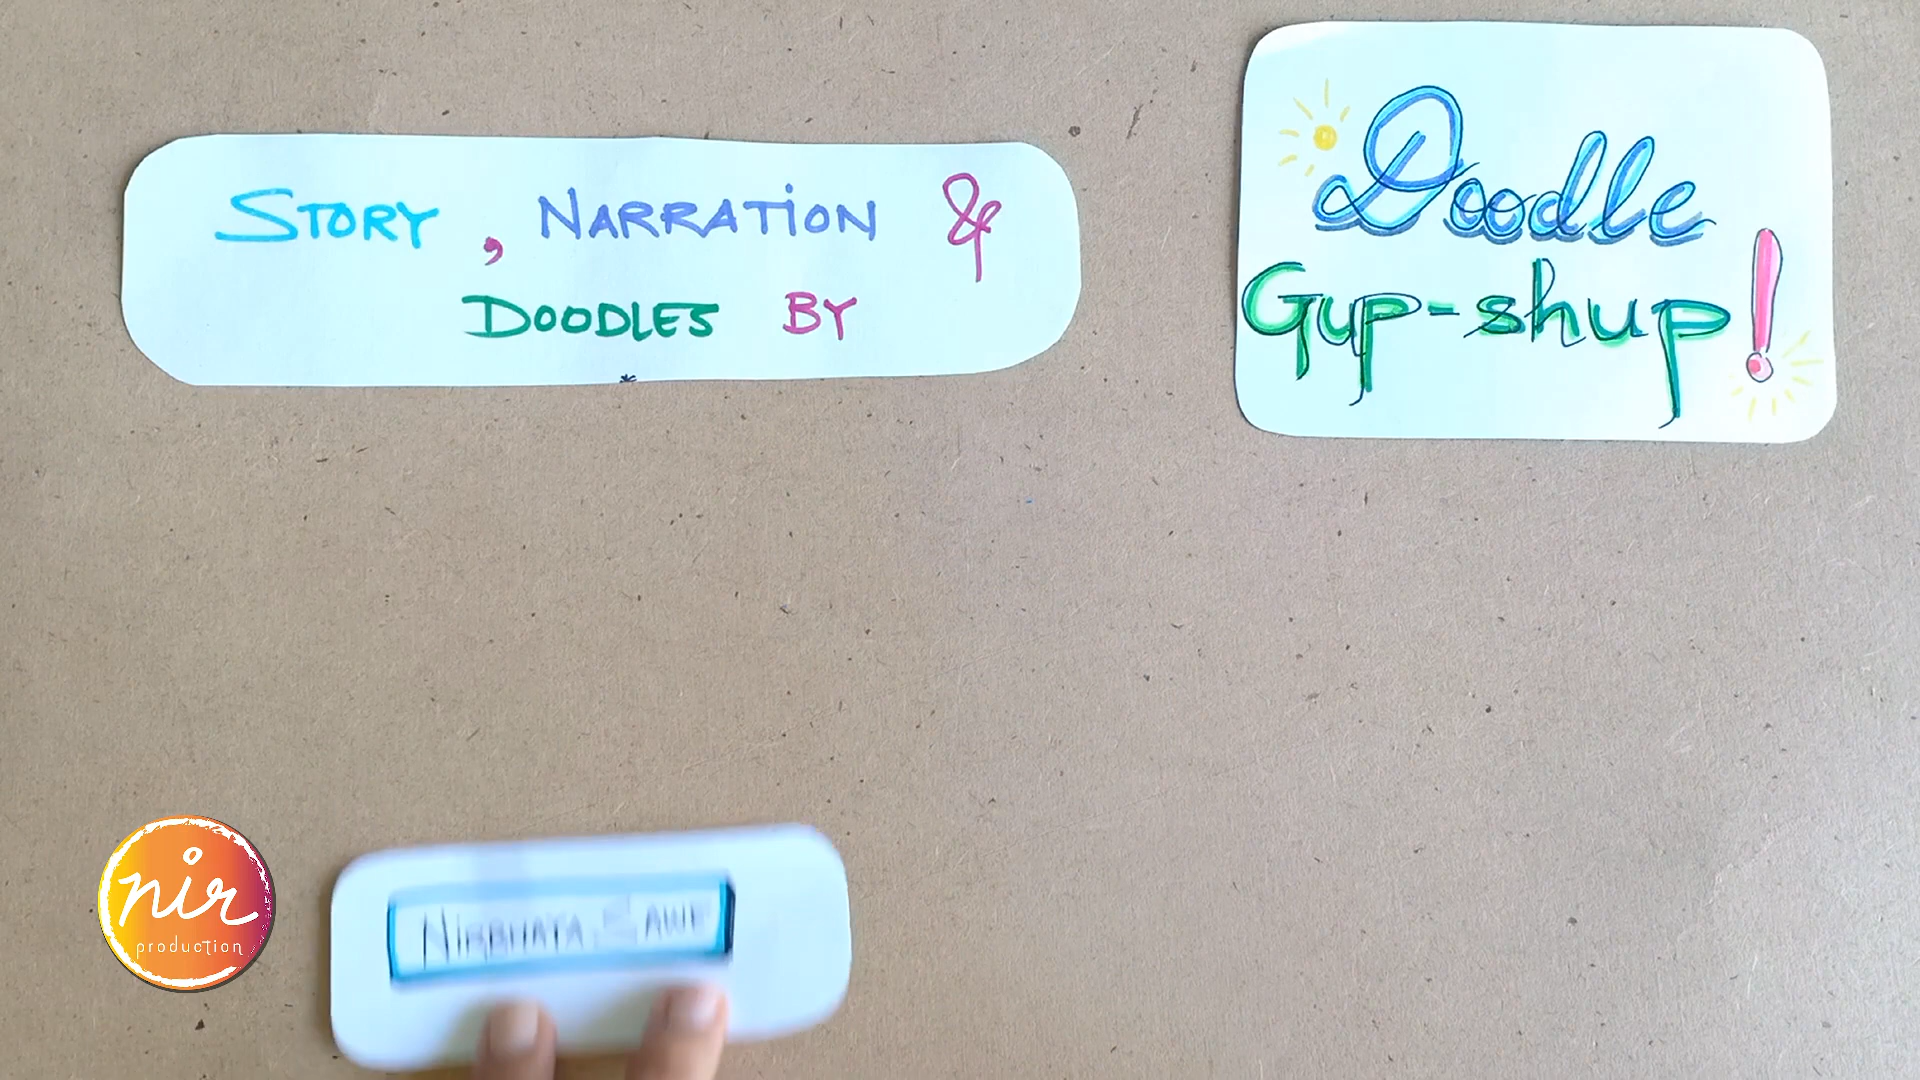 STORY, NARRATION &
DOODLES BY
Doodle
Gup-shup!
nir
production